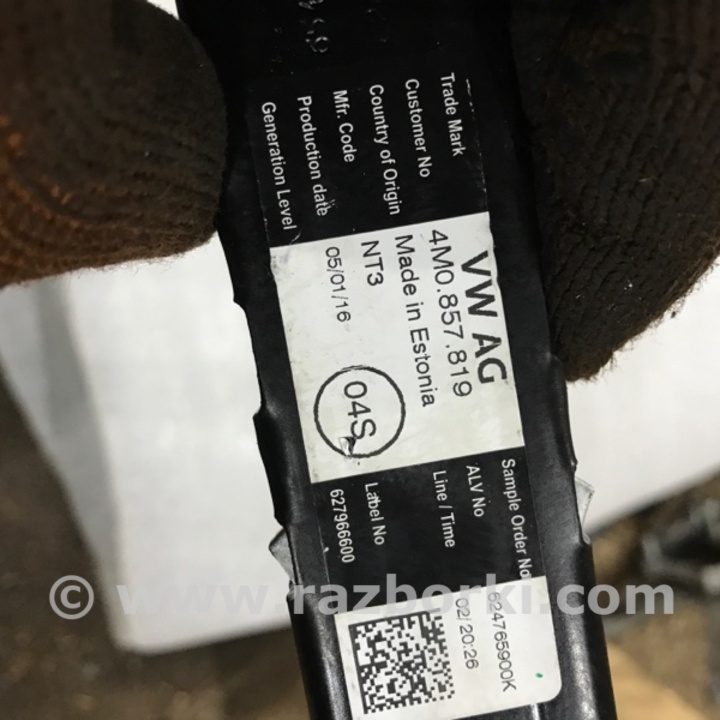 Trade Mark VW AG
Customer No 4M0.857.819
Country of Origin Made in Estonia
Mfr. Code NT3
Production date 05/01/16
Generation Level 04S
Sample Order No 624765900K
ALV No
Line / Time 02/ 20:26
Label No 627966600
© www.razborki.com